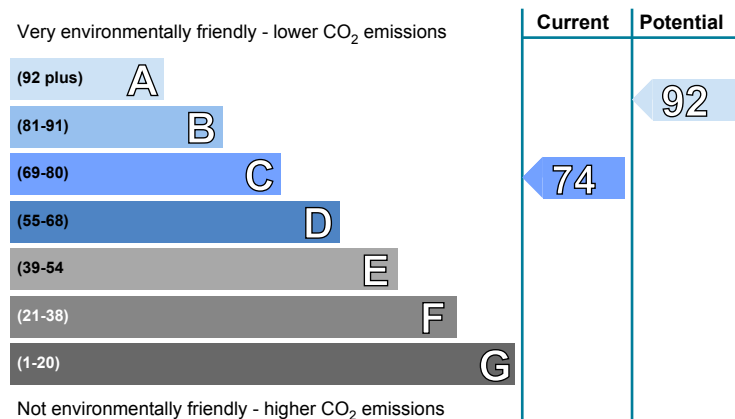 Very environmentally friendly - lower CO₂ emissions
Current Potential
(92 plus) A
(81-91) B
(69-80) C
(55-68) D
(39-54 E
(21-38) F
(1-20) G
92
74
Not environmentally friendly - higher CO₂ emissions